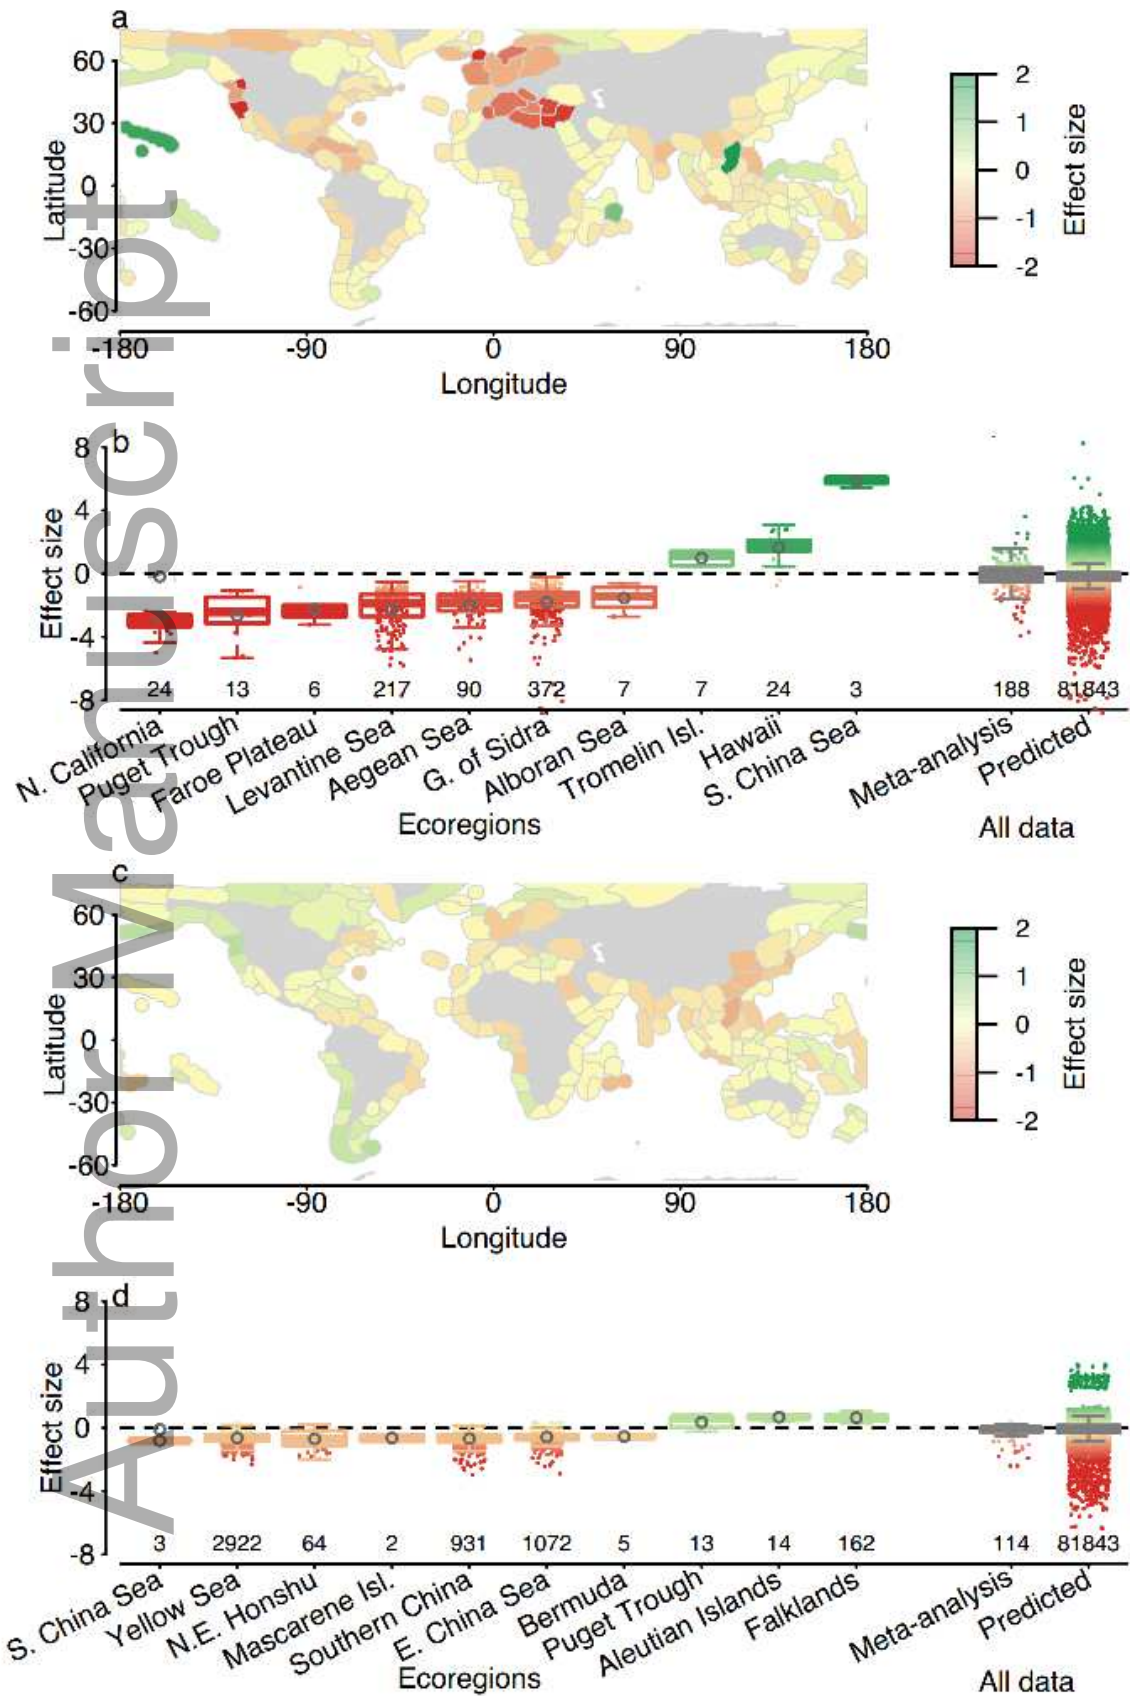 a
60
30
0
-30
-60
Latitude
-180
-90
0
90
180
Longitude
2
1
0
-1
-2
Effect size
b
8
4
0
-4
-8
Effect size
24
13
6
217
90
372
7
7
24
3
188
81843
N. California
Puget Trough
Faroe Plateau
Levantine Sea
Aegean Sea
G. of Sidra
Alboran Sea
Tromelin Isl.
Hawaii
S. China Sea
Meta-analysis
Predicted
Ecoregions
All data
c
60
30
0
-30
-60
Latitude
-180
-90
0
90
180
Longitude
2
1
0
-1
-2
Effect size
d
8
4
0
-4
-8
Effect size
3
2922
64
2
931
1072
5
13
14
162
114
81843
S. China Sea
Yellow Sea
N.E. Honshu
Mascarene Isl.
Southern China
E. China Sea
Bermuda
Puget Trough
Aleutian Islands
Falklands
Meta-analysis
Predicted
Ecoregions
All data
Author Manuscript